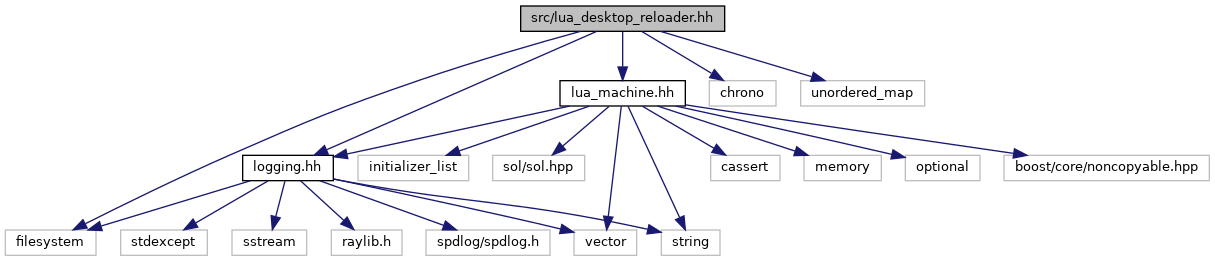 src/lua_desktop_reloader.hh
lua_machine.hh
chrono
unordered_map
logging.hh
initializer_list
sol/sol.hpp
cassert
memory
optional
boost/core/noncopyable.hpp
filesystem
stdexcept
sstream
raylib.h
spdlog/spdlog.h
vector
string